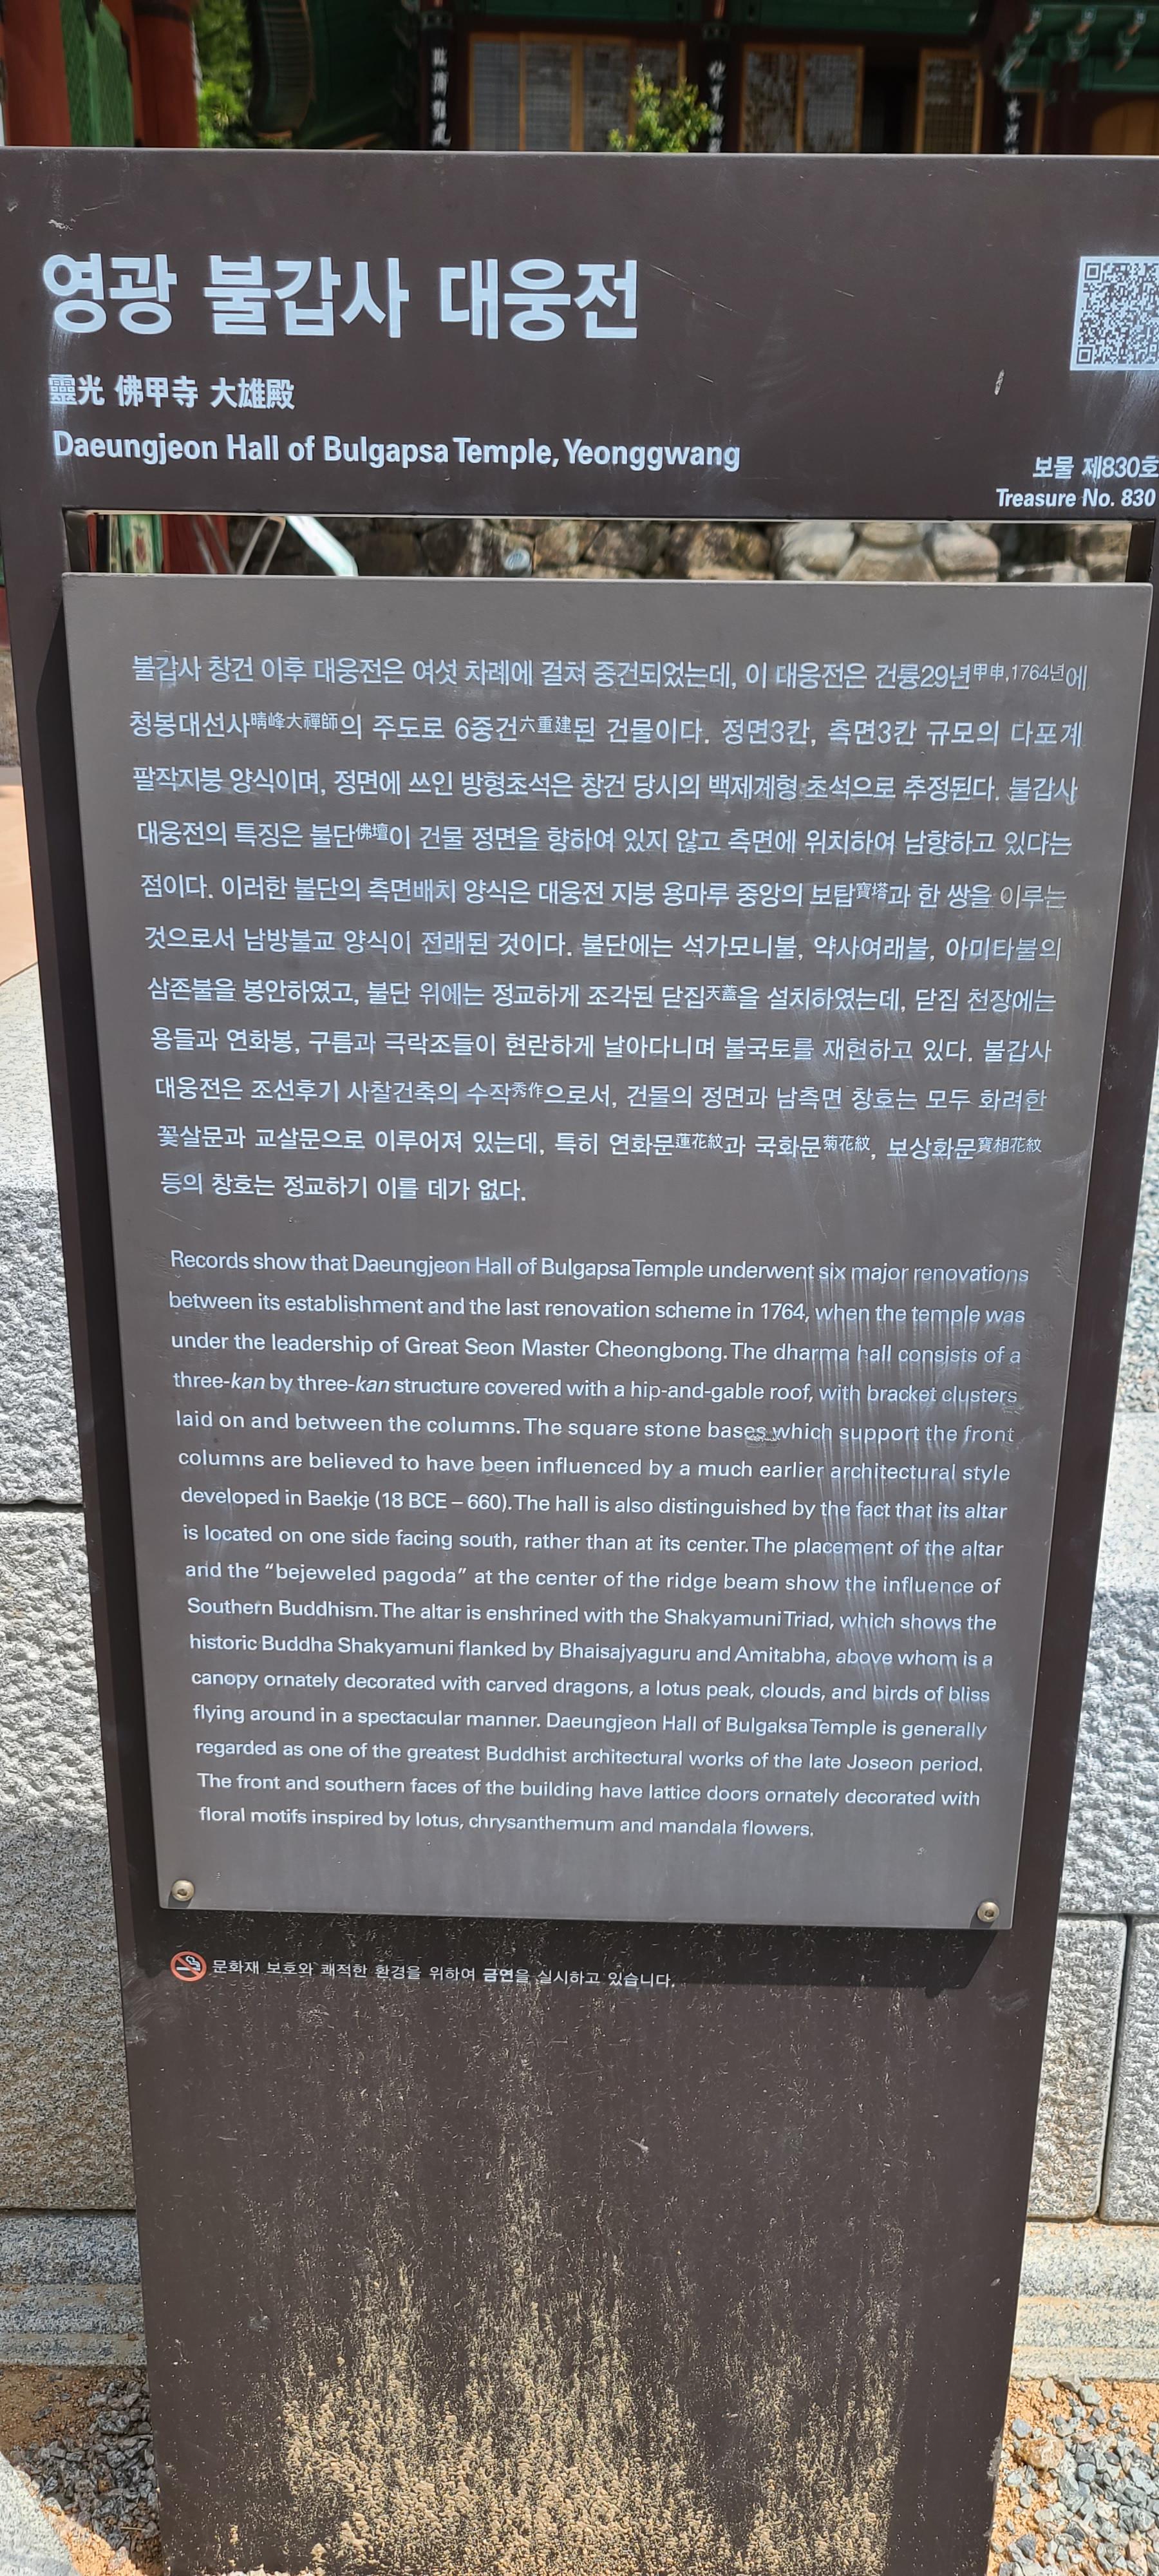 영광 불갑사 대웅전
靈光 佛甲寺 大雄殿
Daeungjeon Hall of Bulgapsa Temple, Yeonggwang
보물 제830호
Treasure No. 830
불갑사 창건 이후 대웅전은 여섯 차례에 걸쳐 중건되었는데, 이 대웅전은 건륭29년甲申,1764년에
청봉대선사晴峰大禪師의 주도로 6중건六重建된 건물이다. 정면3칸, 측면3칸 규모의 다포계
팔작지붕 양식이며, 정면에 쓰인 방형초석은 창건 당시의 백제계형 초석으로 추정된다. 불갑사
대웅전의 특징은 불단佛壇이 건물 정면을 향하여 있지 않고 측면에 위치하여 남향하고 있다는
점이다. 이러한 불단의 측면배치 양식은 대웅전 지붕 용마루 중앙의 보탑寶塔과 한 쌍을 이루는
것으로서 남방불교 양식이 전래된 것이다. 불단에는 석가모니불, 약사여래불, 아미타불의
삼존불을 봉안하였고, 불단 위에는 정교하게 조각된 닫집天蓋을 설치하였는데, 닫집 천장에는
용들과 연화봉, 구름과 극락조들이 현란하게 날아다니며 불국토를 재현하고 있다. 불갑사
대웅전은 조선후기 사찰건축의 수작秀作으로서, 건물의 정면과 남측면 창호는 모두 화려한
꽃살문과 교살문으로 이루어져 있는데, 특히 연화문蓮花紋과 국화문菊花紋, 보상화문寶相花紋
등의 창호는 정교하기 이를 데가 없다.
Records show that Daeungjeon Hall of Bulgapsa Temple underwent six major renovations
between its establishment and the last renovation scheme in 1764, when the temple was
under the leadership of Great Seon Master Cheongbong. The dharma hall consists of a
three-kan by three-kan structure covered with a hip-and-gable roof, with bracket clusters
laid on and between the columns. The square stone bases which support the front
columns are believed to have been influenced by a much earlier architectural style
developed in Baekje (18 BCE – 660). The hall is also distinguished by the fact that its altar
is located on one side facing south, rather than at its center. The placement of the altar
and the “bejeweled pagoda” at the center of the ridge beam show the influence of
Southern Buddhism. The altar is enshrined with the Shakyamuni Triad, which shows the
historic Buddha Shakyamuni flanked by Bhaisajyaguru and Amitabha, above whom is a
canopy ornately decorated with carved dragons, a lotus peak, clouds, and birds of bliss
flying around in a spectacular manner. Daeungjeon Hall of Bulgaksa Temple is generally
regarded as one of the greatest Buddhist architectural works of the late Joseon period.
The front and southern faces of the building have lattice doors ornately decorated with
floral motifs inspired by lotus, chrysanthemum and mandala flowers.
문화재 보호와 쾌적한 환경을 위하여 금연을 실시하고 있습니다.